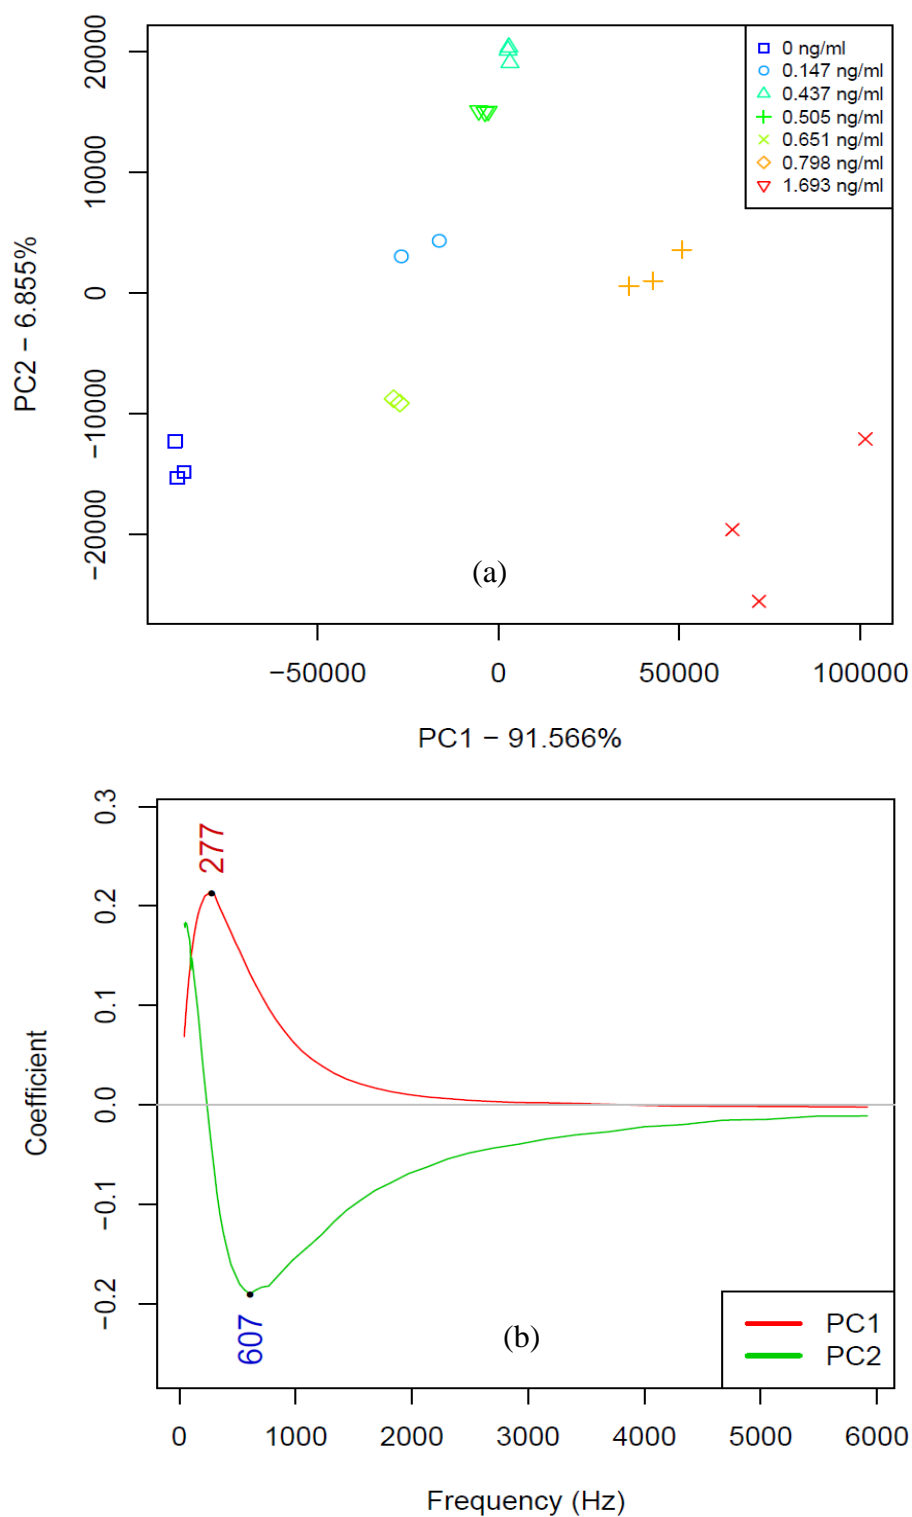 20000
10000
0
−10000
−20000
PC2 − 6.855%
0 ng/ml
0.147 ng/ml
0.437 ng/ml
0.505 ng/ml
0.651 ng/ml
0.798 ng/ml
1.693 ng/ml
(a)
−50000 0 50000 100000
PC1 − 91.566%
0.3
0.2
0.1
0.0
−0.1
−0.2
Coefficient
277
607
(b)
PC1
PC2
0 1000 2000 3000 4000 5000 6000
Frequency (Hz)